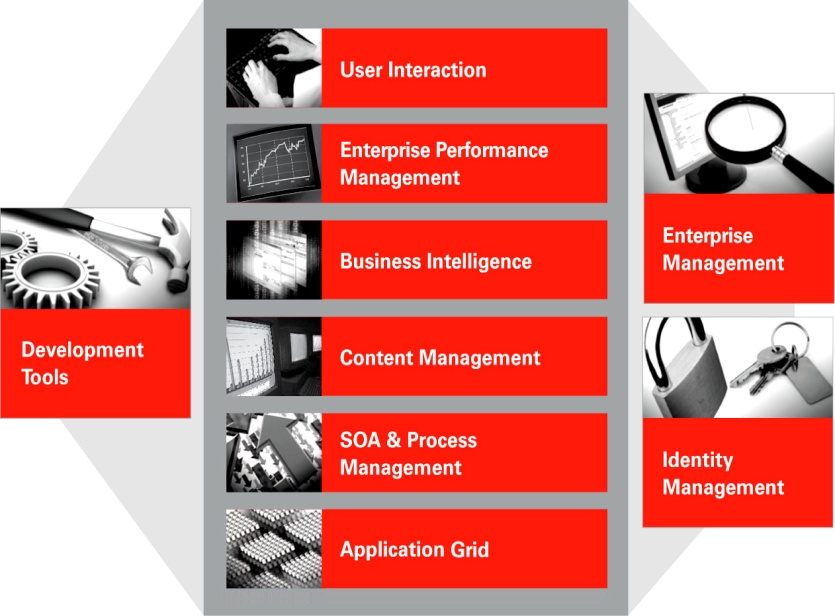 User Interaction
Enterprise Performance
Management
Business Intelligence
Content Management
SOA & Process
Management
Application Grid
Development
Tools
Enterprise
Management
Identity
Management